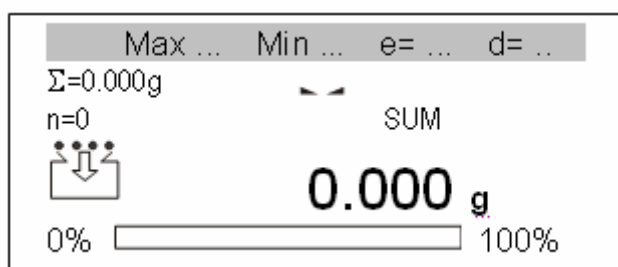 Max ... Min ... e= ... d= ..
Σ=0.000g
n=0 SUM
0.000 g
0% 100%